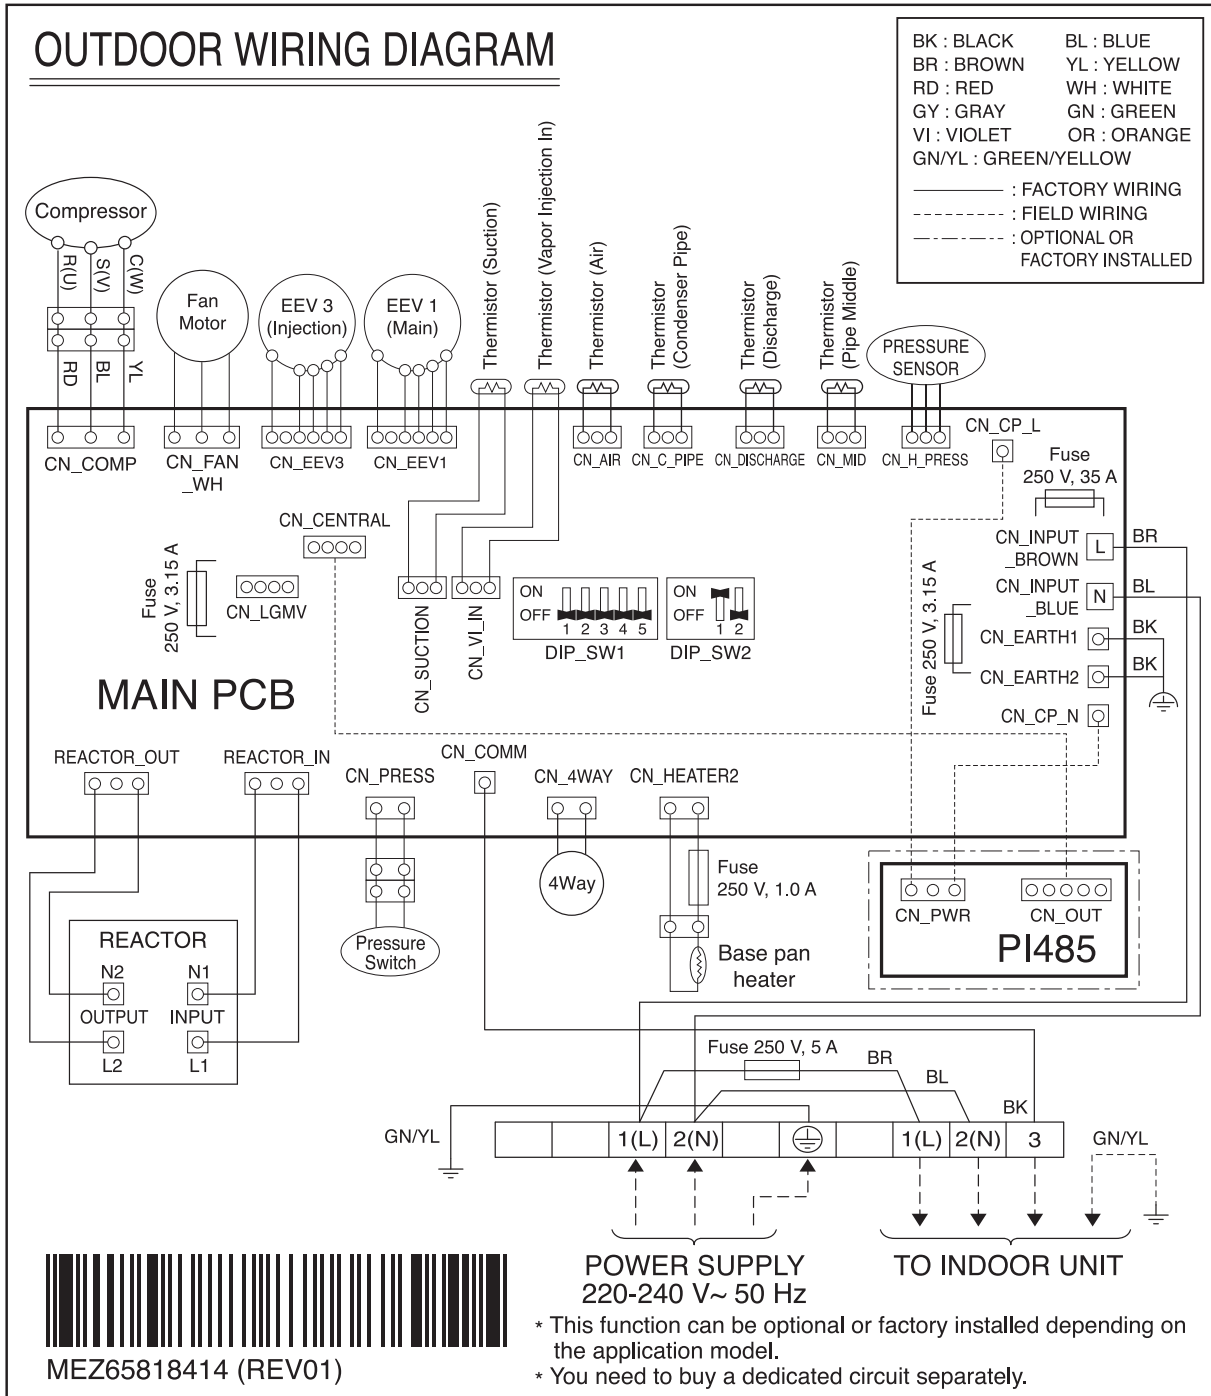 OUTDOOR WIRING DIAGRAM
BK : BLACK BL : BLUE
BR : BROWN YL : YELLOW
RD : RED WH : WHITE
GY : GRAY GN : GREEN
VI : VIOLET OR : ORANGE
GN/YL : GREEN/YELLOW
: FACTORY WIRING
: FIELD WIRING
: OPTIONAL OR
FACTORY INSTALLED
Compressor
R(U)
S(V)
C(W)
RD
BL
YL
Fan
Motor
EEV 3
(Injection)
EEV 1
(Main)
Thermistor (Suction)
Thermistor (Vapor Injection In)
Thermistor (Air)
Thermistor
(Condenser Pipe)
Thermistor
(Discharge)
Thermistor
(Pipe Middle)
PRESSURE
SENSOR
CN_COMP
CN_FAN
_WH
CN_EEV3
CN_EEV1
CN_AIR
CN_C_PIPE
CN_DISCHARGE
CN_MID
CN_H_PRESS
CN_CP_L
Fuse
250 V, 35 A
CN_CENTRAL
Fuse
250 V, 3.15 A
CN_LGMV
CN_SUCTION
CN_VI_IN
ON
OFF
1 2 3 4 5
DIP_SW1
ON
OFF
1 2
DIP_SW2
Fuse 250 V, 3.15 A
CN_INPUT
_BROWN
L
BR
CN_INPUT
_BLUE
N
BL
CN_EARTH1
BK
CN_EARTH2
BK
CN_CP_N
MAIN PCB
REACTOR_OUT
REACTOR_IN
CN_PRESS
CN_COMM
CN_4WAY
CN_HEATER2
4Way
Fuse
250 V, 1.0 A
Pressure
Switch
Base pan
heater
CN_PWR
CN_OUT
PI485
REACTOR
N2 N1
OUTPUT INPUT
L2 L1
Fuse 250 V, 5 A
BR
BL
BK
GN/YL
1(L) 2(N) 1(L) 2(N) 3
GN/YL
POWER SUPPLY
220-240 V~ 50 Hz
TO INDOOR UNIT
* This function can be optional or factory installed depending on
the application model.
* You need to buy a dedicated circuit separately.
MEZ65818414 (REV01)